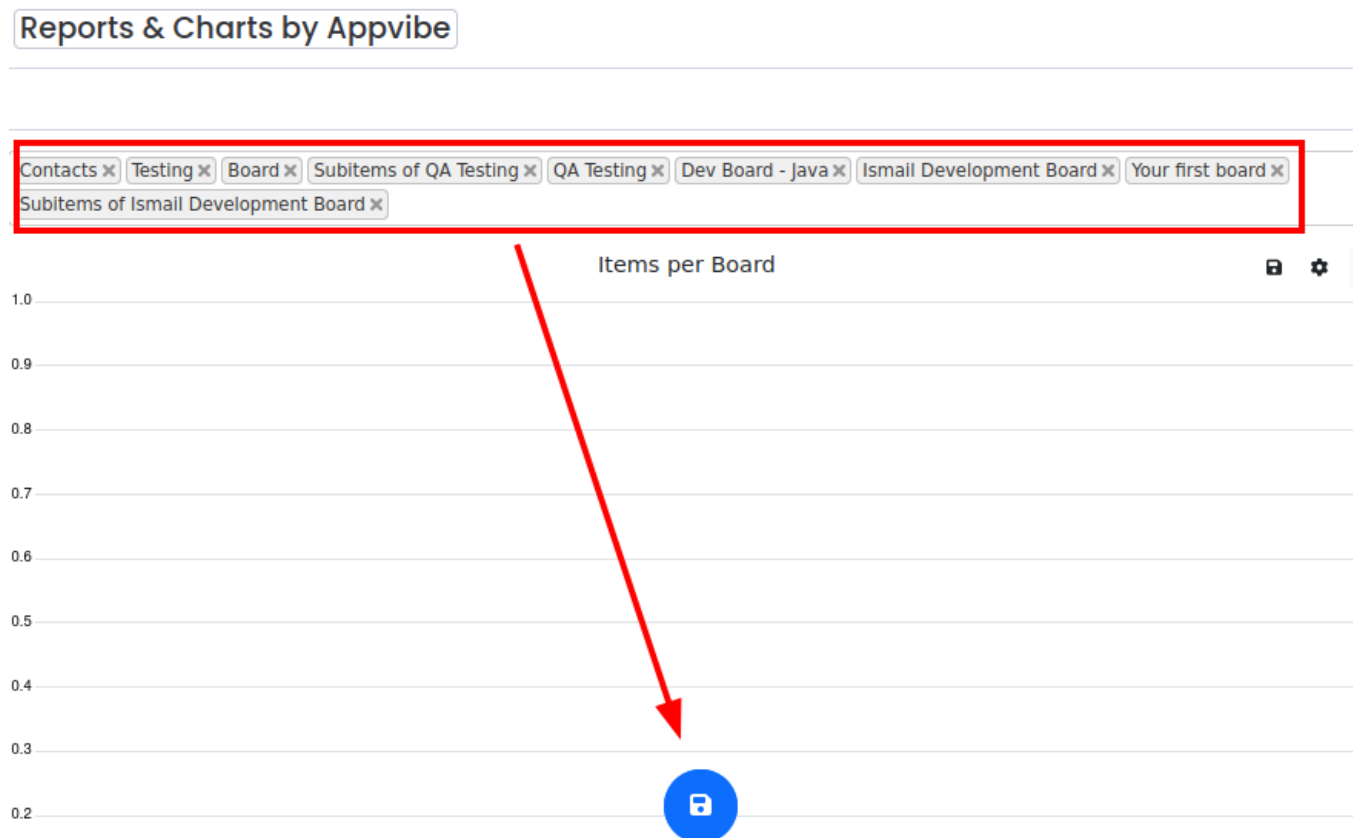 Reports & Charts by Appvibe
Contacts × Testing × Board × Subitems of QA Testing × QA Testing × Dev Board - Java × Ismail Development Board × Your first board ×
Subitems of Ismail Development Board ×
Items per Board
1.0
0.9
0.8
0.7
0.6
0.5
0.4
0.3
0.2